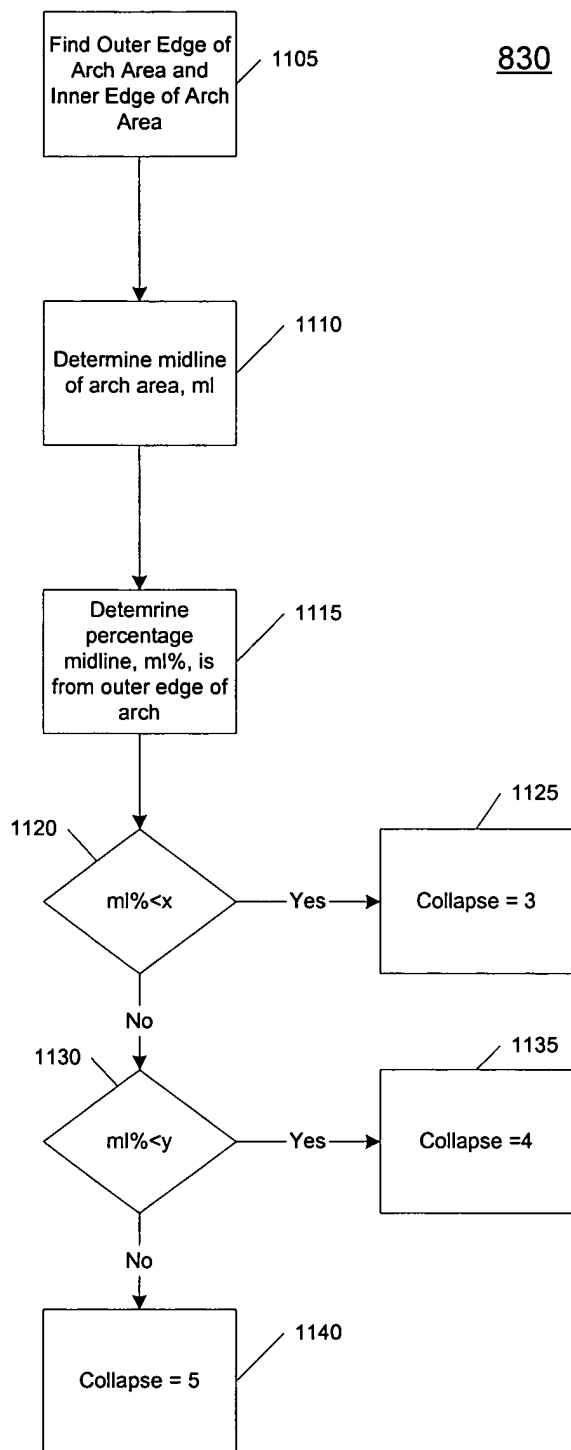 830
Find Outer Edge of
Arch Area and
Inner Edge of Arch
Area
1105
Determine midline
of arch area, ml
1110
Detemrine
percentage
midline, ml%, is
from outer edge of
arch
1115
1120
ml%<x
Yes
1125
Collapse = 3
No
1130
ml%<y
Yes
1135
Collapse =4
No
1140
Collapse = 5